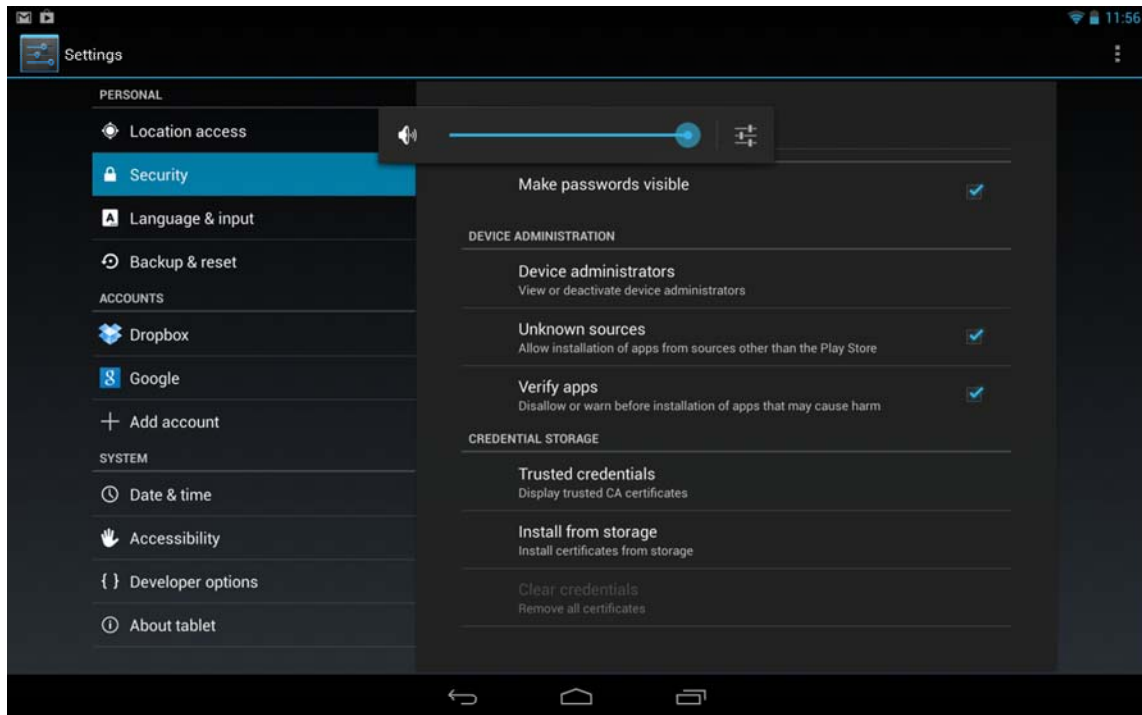 11:56
Settings
PERSONAL
Location access
Security
Language & input
Backup & reset
ACCOUNTS
Dropbox
Google
Add account
SYSTEM
Date & time
Accessibility
Developer options
About tablet
Make passwords visible
DEVICE ADMINISTRATION
Device administrators
View or deactivate device administrators
Unknown sources
Allow installation of apps from sources other than the Play Store
Verify apps
Disallow or warn before installation of apps that may cause harm
CREDENTIAL STORAGE
Trusted credentials
Display trusted CA certificates
Install from storage
Install certificates from storage
Clear credentials
Remove all certificates